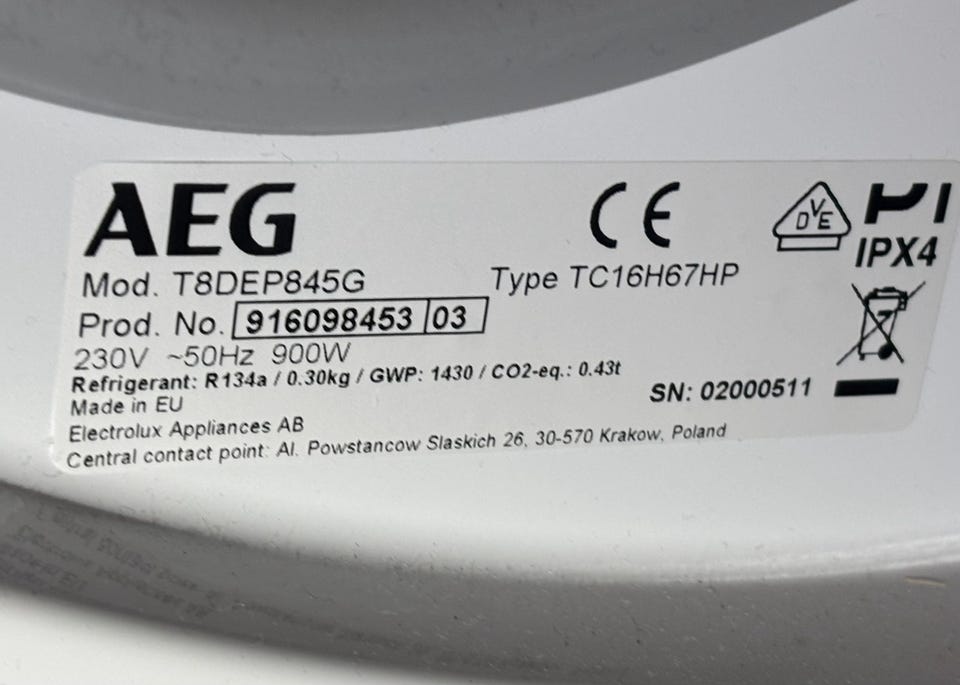 AEG
Mod. T8DEP845G
Type TC16H67HP
Prod. No. 916098453 03
230V ~50Hz 900W
Refrigerant: R134a / 0.30kg / GWP: 1430 / CO2-eq.: 0.43t
Made in EU
Electrolux Appliances AB
Central contact point: Al. Powstancow Slaskich 26, 30-570 Krakow, Poland
CE
DVE
IPX4
SN: 02000511